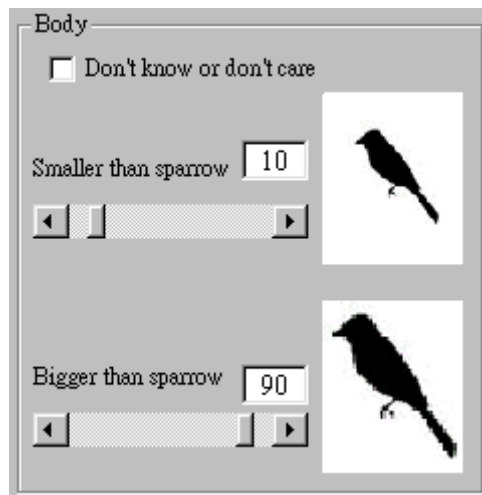 Body
Don't know or don't care
Smaller than sparrow 10
Bigger than sparrow 90